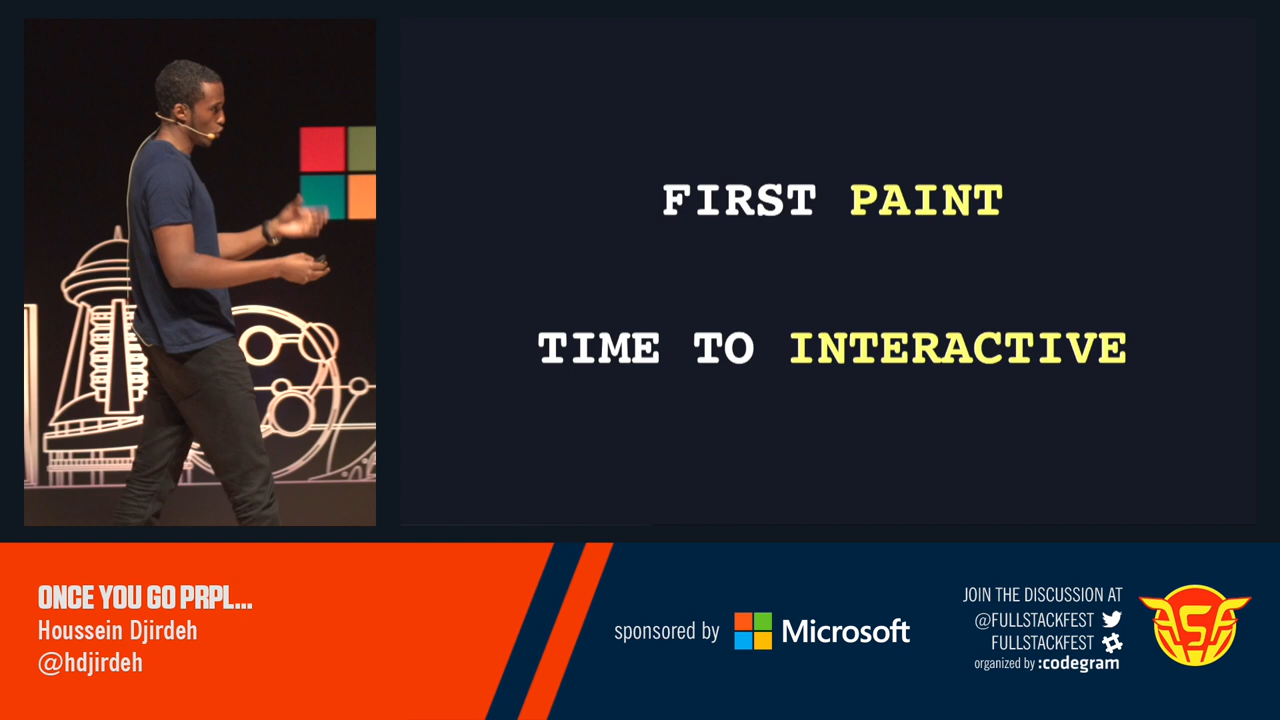 FIRST PAINT
TIME TO INTERACTIVE
ONCE YOU GO PRPL...
Houssein Djirdeh
@hdjirdeh
sponsored by Microsoft
JOIN THE DISCUSSION AT
@FULLSTACKFEST
FULLSTACKFEST
organized by :codegram
FSF